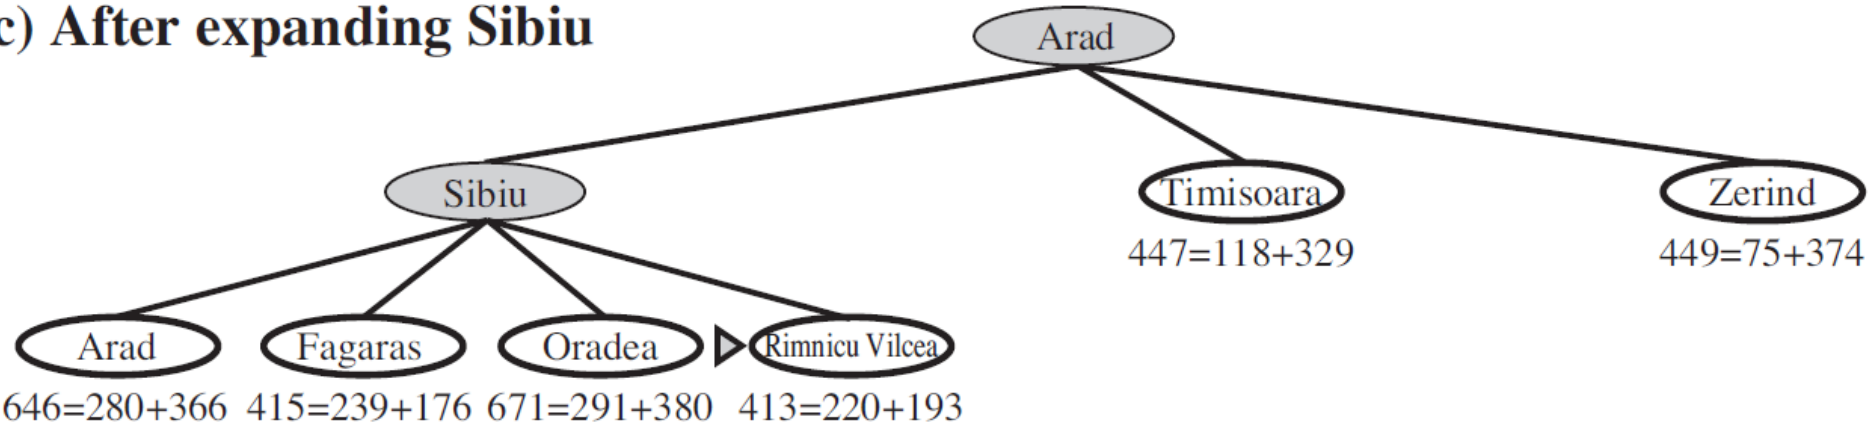 c) After expanding Sibiu
Arad
Sibiu
Timisoara
Zerind
447=118+329
449=75+374
Arad
Fagaras
Oradea
Rimnicu Vilcea
646=280+366
415=239+176
671=291+380
413=220+193